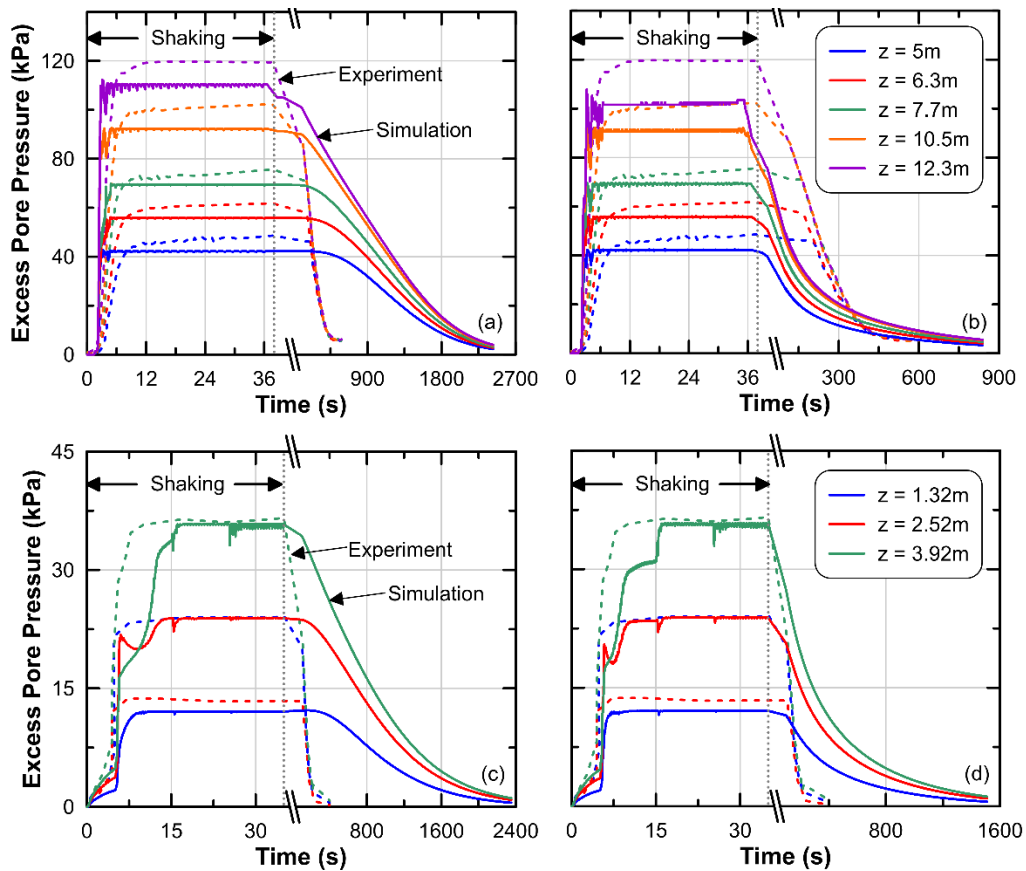 Excess Pore Pressure (kPa)
120
80
40
0
Shaking
Experiment
Simulation
(a)
0 12 24 36 900 1800 2700
Time (s)
Shaking
z = 5m
z = 6.3m
z = 7.7m
z = 10.5m
z = 12.3m
(b)
0 12 24 36 300 600 900
Time (s)
Excess Pore Pressure (kPa)
45
30
15
0
Shaking
Experiment
Simulation
(c)
0 15 30 800 1600 2400
Time (s)
Shaking
z = 1.32m
z = 2.52m
z = 3.92m
(d)
0 15 30 800 1600
Time (s)